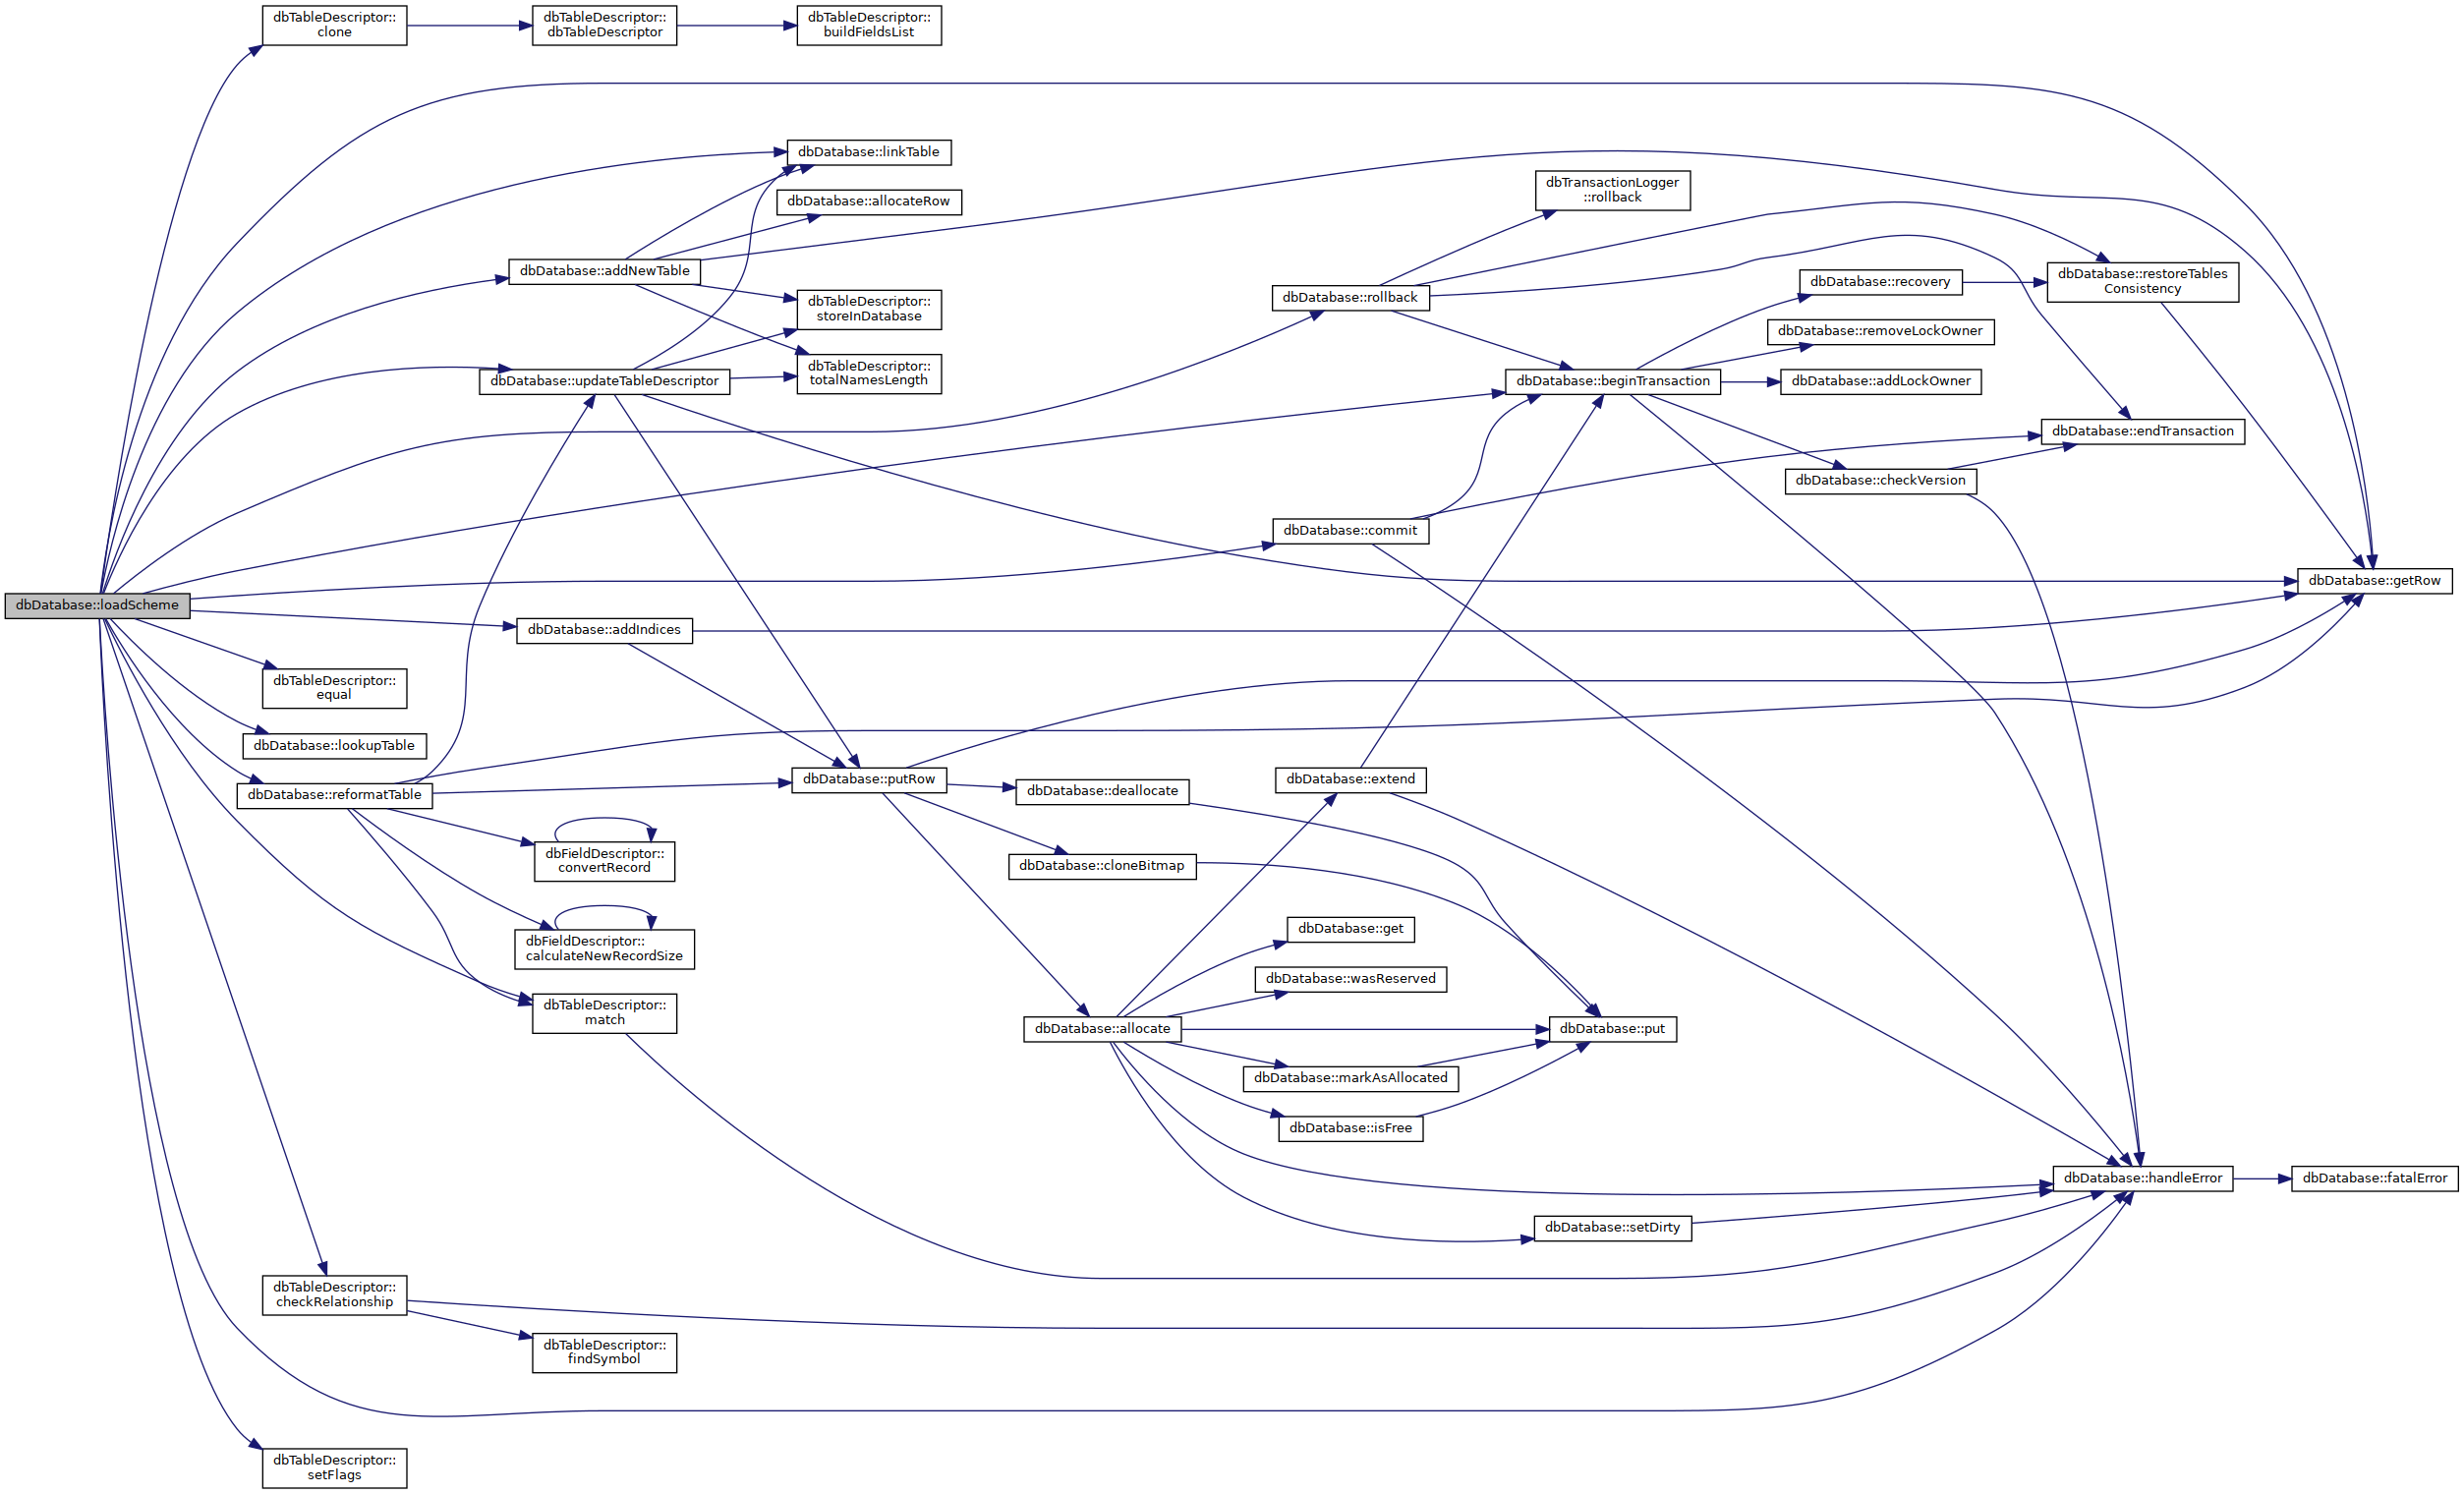 dbTableDescriptor::
clone
dbTableDescriptor::
dbTableDescriptor
dbTableDescriptor::
buildFieldsList
dbDatabase::linkTable
dbDatabase::allocateRow
dbTransactionLogger
::rollback
dbDatabase::addNewTable
dbTableDescriptor::
storeInDatabase
dbDatabase::rollback
dbDatabase::recovery
dbDatabase::restoreTables
Consistency
dbDatabase::removeLockOwner
dbDatabase::updateTableDescriptor
dbTableDescriptor::
totalNamesLength
dbDatabase::beginTransaction
dbDatabase::addLockOwner
dbDatabase::endTransaction
dbDatabase::checkVersion
dbDatabase::commit
dbDatabase::getRow
dbDatabase::loadScheme
dbDatabase::addIndices
dbTableDescriptor::
equal
dbDatabase::lookupTable
dbDatabase::reformatTable
dbDatabase::putRow
dbDatabase::deallocate
dbDatabase::extend
dbFieldDescriptor::
convertRecord
dbDatabase::cloneBitmap
dbFieldDescriptor::
calculateNewRecordSize
dbDatabase::get
dbDatabase::wasReserved
dbTableDescriptor::
match
dbDatabase::allocate
dbDatabase::put
dbDatabase::markAsAllocated
dbDatabase::isFree
dbDatabase::handleError
dbDatabase::fatalError
dbDatabase::setDirty
dbTableDescriptor::
checkRelationship
dbTableDescriptor::
findSymbol
dbTableDescriptor::
setFlags